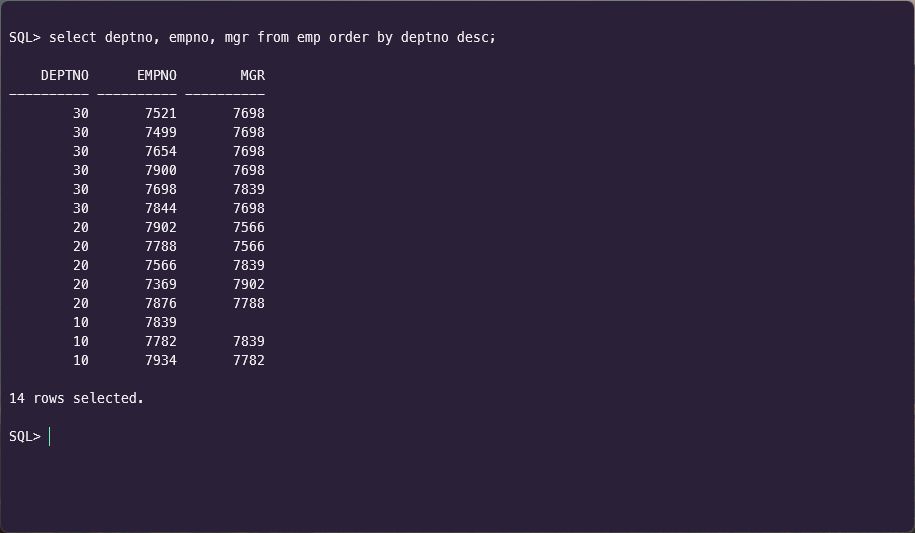 SQL> select deptno, empno, mgr from emp order by deptno desc;
    DEPTNO      EMPNO        MGR
---------- ---------- ----------
        30       7521       7698
        30       7499       7698
        30       7654       7698
        30       7900       7698
        30       7698       7839
        30       7844       7698
        20       7902       7566
        20       7788       7566
        20       7566       7839
        20       7369       7902
        20       7876       7788
        10       7839
        10       7782       7839
        10       7934       7782
14 rows selected.
SQL>